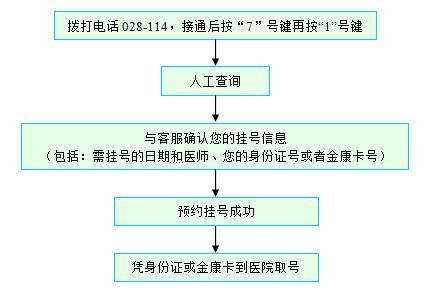 拨打电话 028-114，接通后按“7”号键再按“1”号键
人工查询
与客服确认您的挂号信息
（包括：需挂号的日期和医师、您的身份证号或者金康卡号）
预约挂号成功
凭身份证或金康卡到医院取号